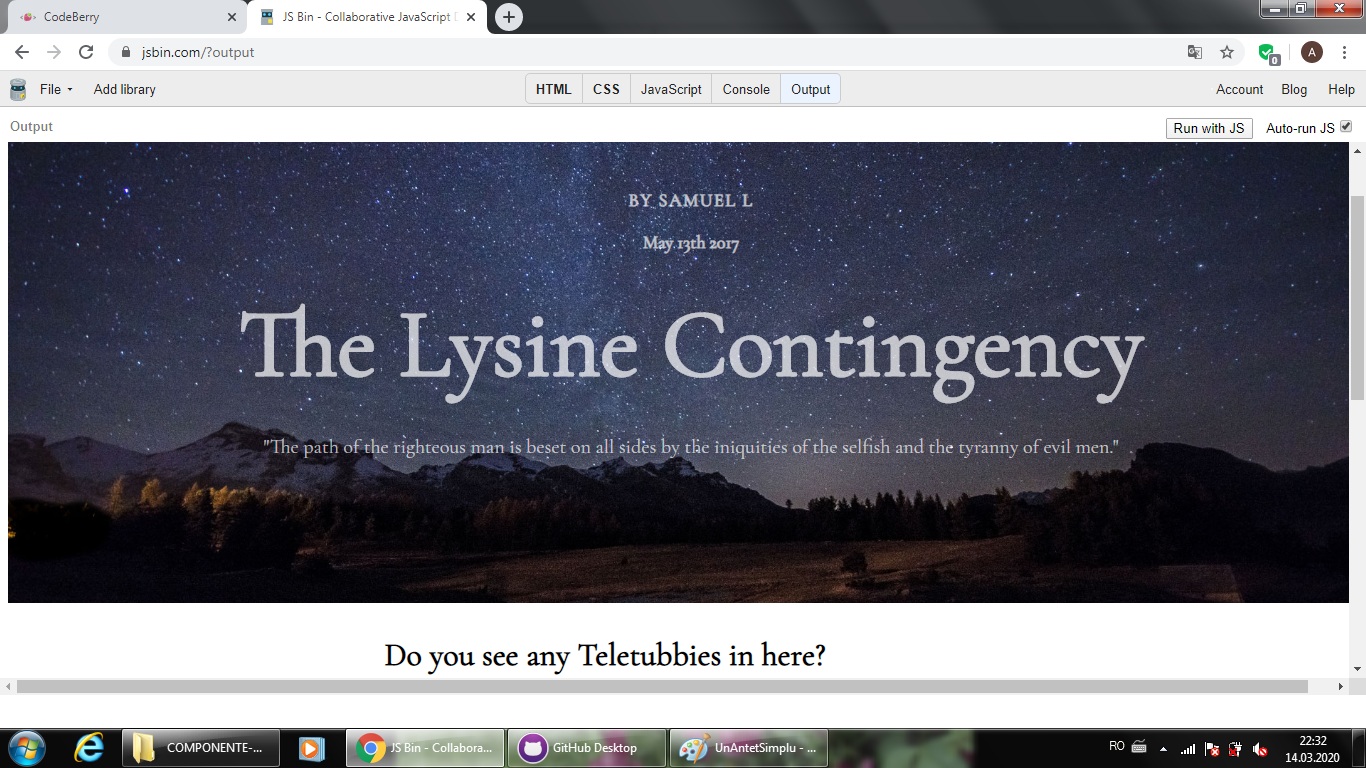 CodeBerry
JS Bin - Collaborative JavaScript
jsbin.com/?output
A
0
File
Add library
HTML
CSS
JavaScript
Console
Output
Account
Blog
Help
Output
Run with JS
Auto-run JS
BY SAMUEL L
May 13th 2017
The Lysine Contingency
"The path of the righteous man is beset on all sides by the iniquities of the selfish and the tyranny of evil men."
Do you see any Teletubbies in here?
COMPONENTE-...
JS Bin - Collabora...
GitHub Desktop
UnAntetSimplu - ...
RO
22:32
14.03.2020